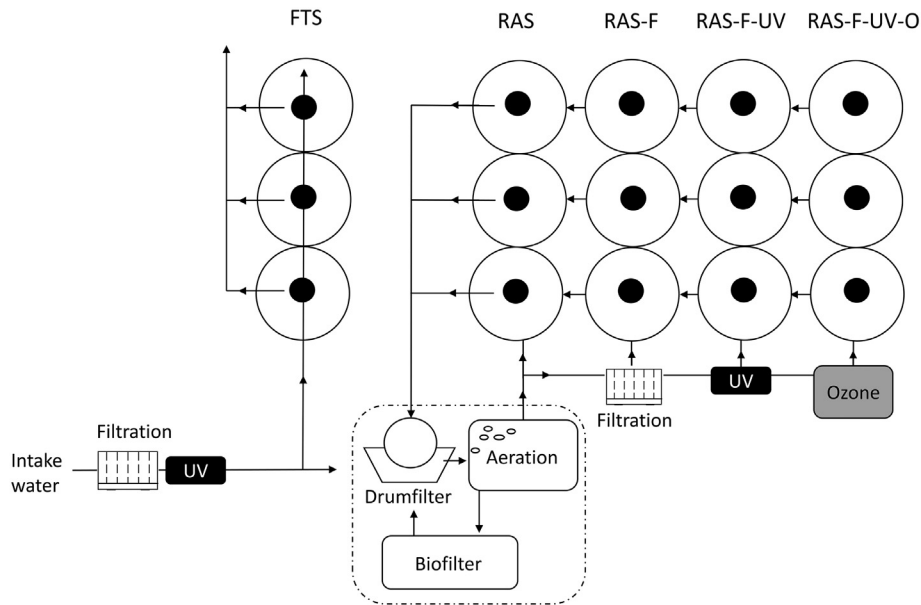 FTS
RAS
RAS-F
RAS-F-UV
RAS-F-UV-O
UV
Ozone
Filtration
Filtration
Intake
water
UV
Aeration
Drumfilter
Biofilter